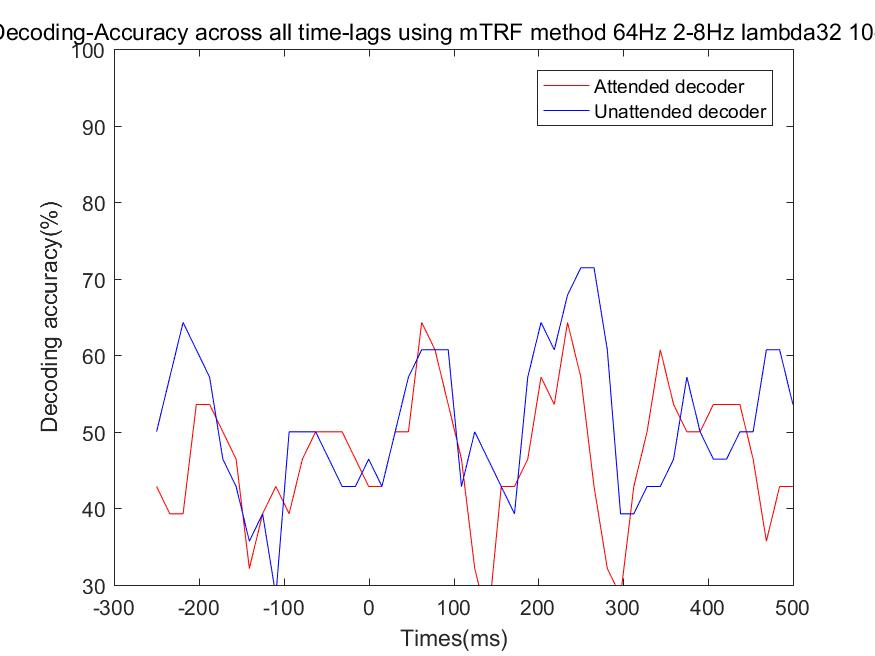 Decoding-Accuracy across all time-lags using mTRF method 64Hz 2-8Hz lambda32 10
100
90
80
70
60
50
40
30
Decoding accuracy(%)
Attended decoder
Unattended decoder
-300 -200 -100 0 100 200 300 400 500
Times(ms)